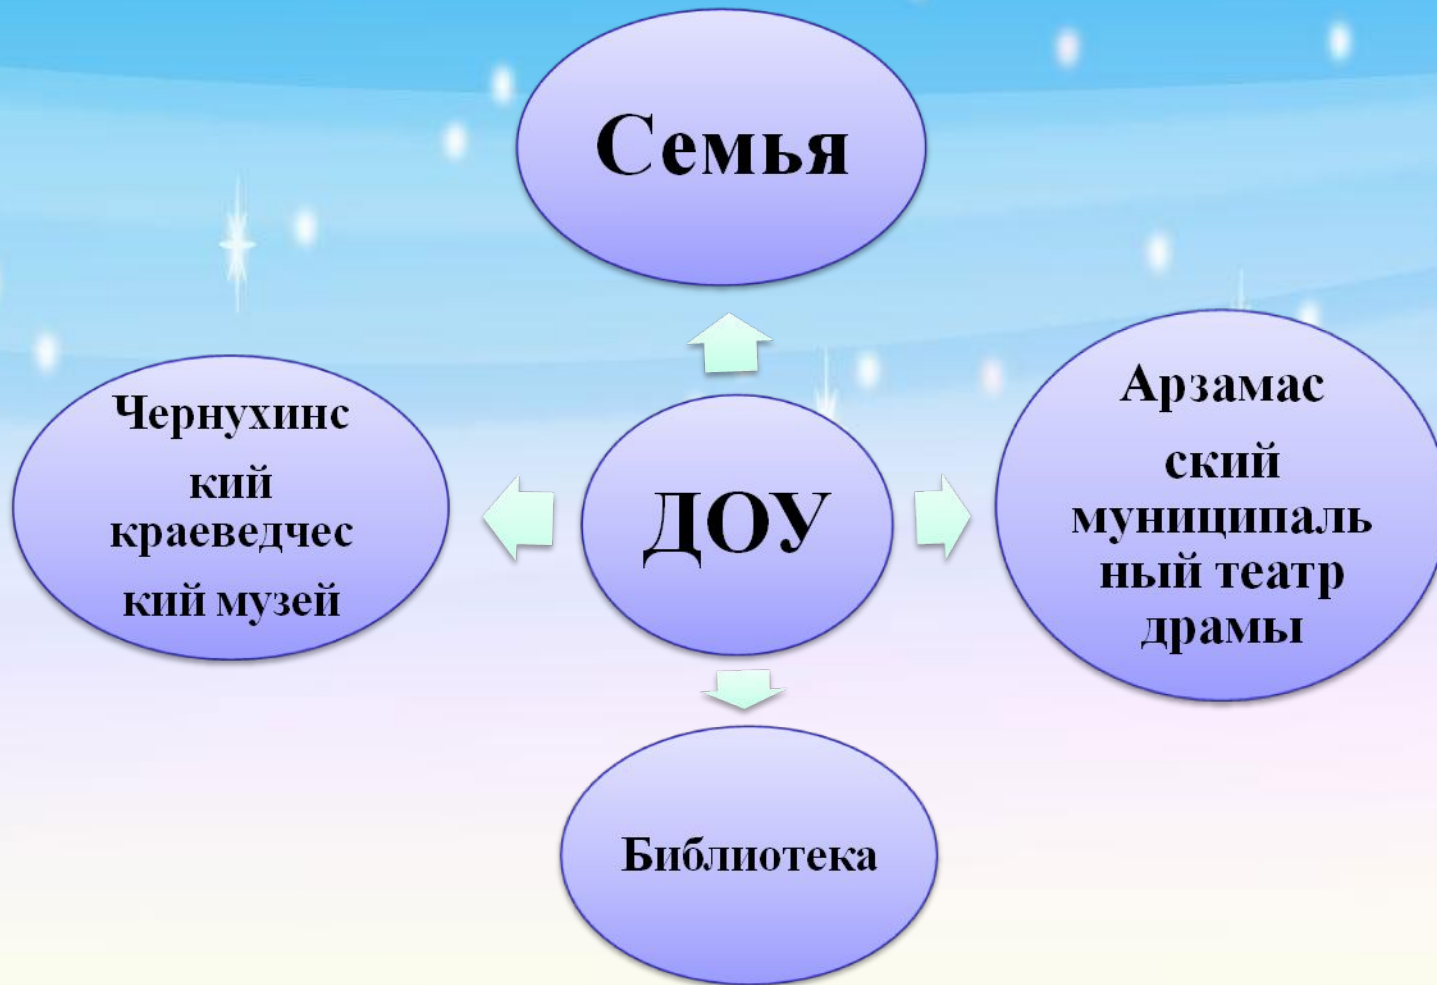 Семья
Чернухинс
кий
краеведчес
кий музей
ДОУ
Арзамас
ский
муниципаль
ный театр
драмы
Библиотека